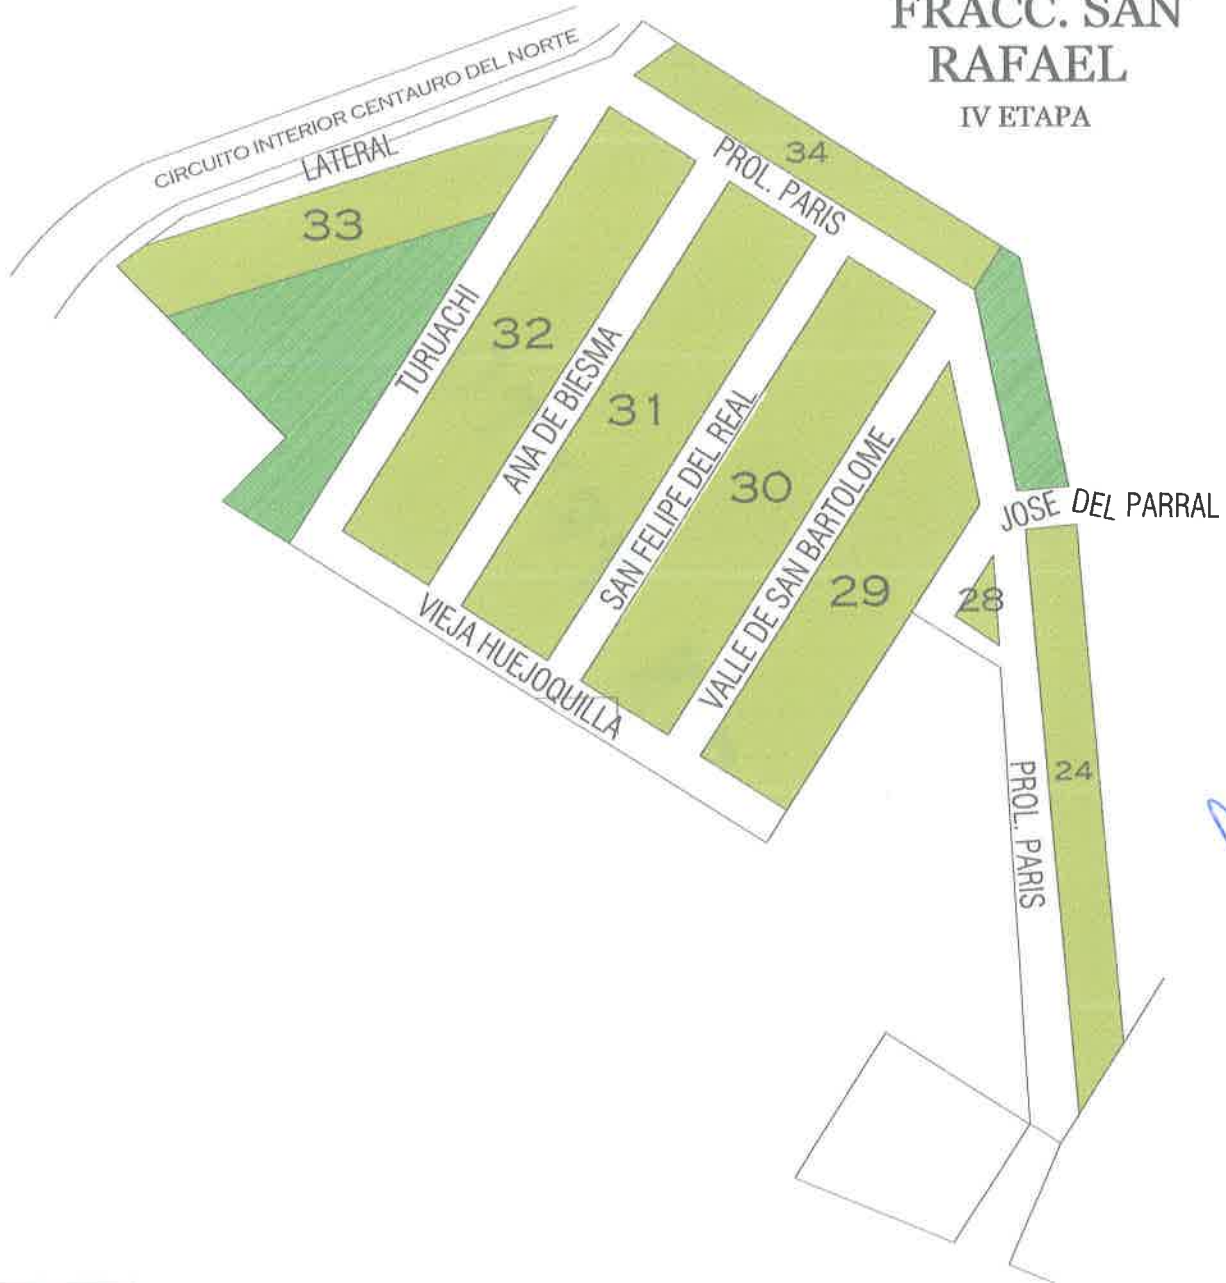 FRACC. SAN
RAFAEL
IV ETAPA
CIRCUITO INTERIOR CENTAURO DEL NORTE
LATERAL
34
PROL. PARIS
33
TURUACHI
32
ANA DE BIESMA
31
SAN FELIPE DEL REAL
30
VALLE DE SAN BARTOLOME
29
JOSE DEL PARRAL
28
VIEJA HUEJOQUILLA
24
PROL. PARIS